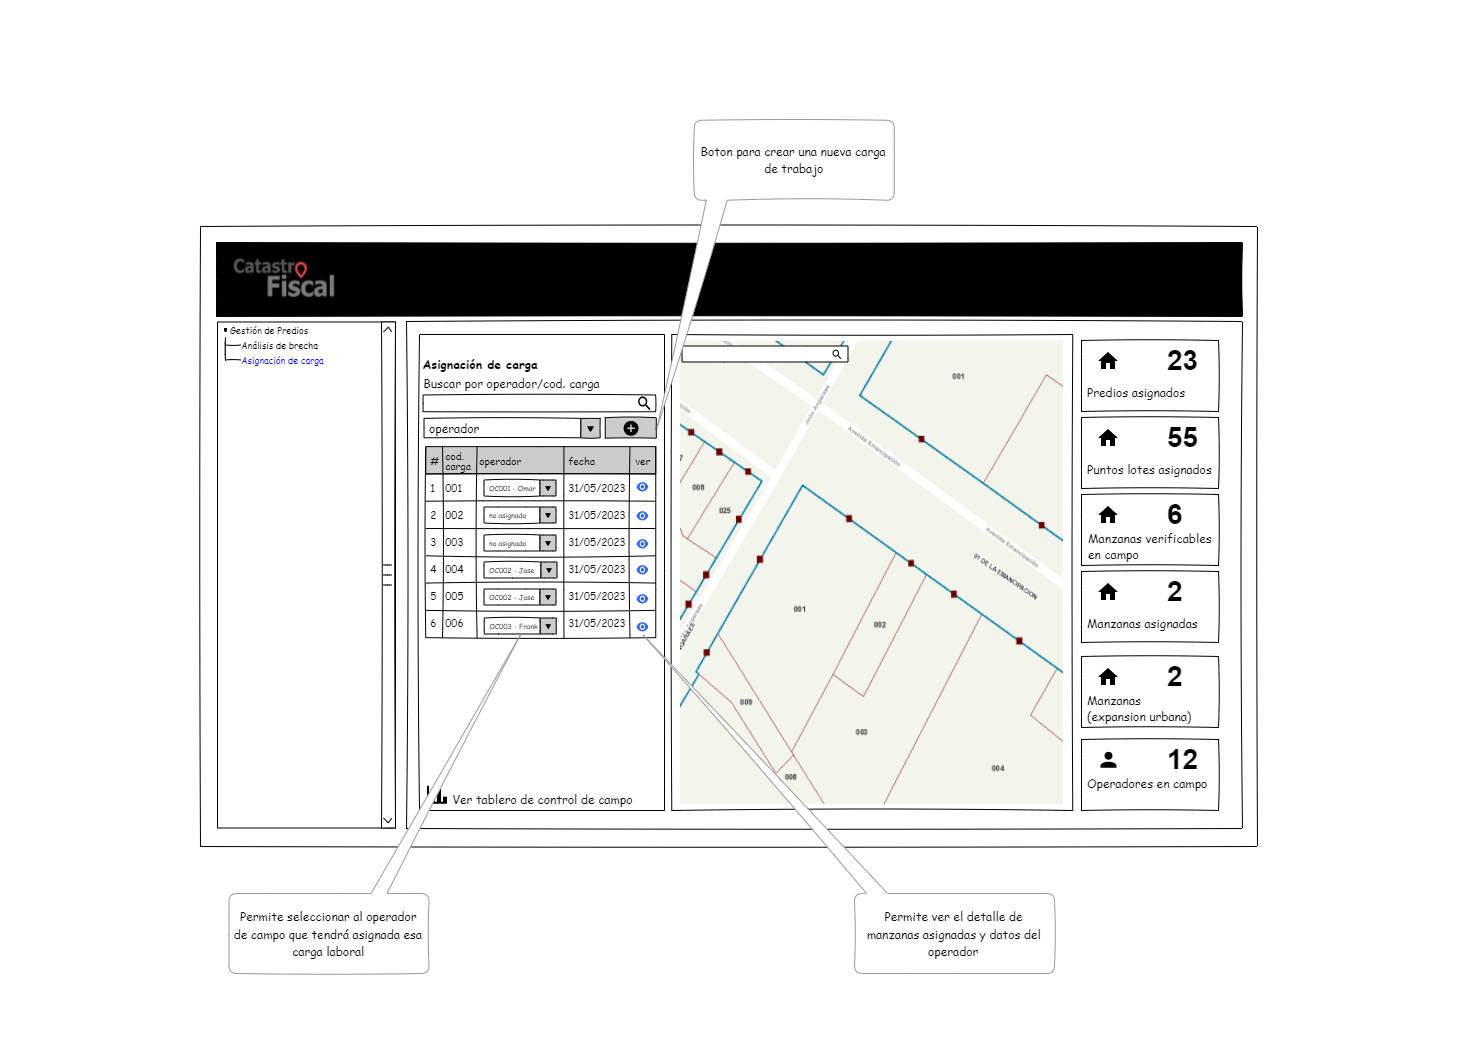 Boton para crear una nueva carga
de trabajo
Catastro
Fiscal
Gestión de Predios
Análisis de brecha
Asignación de carga
Asignación de carga
Buscar por operador/cod. carga
operador
# cod. carga operador fecha ver
1 001 OC001 - Omar 31/05/2023
2 002 no asignado 31/05/2023
3 003 no asignado 31/05/2023
4 004 OC002 - Jose 31/05/2023
5 005 OC002 - Jose 31/05/2023
6 006 OC003 - Frank 31/05/2023
Ver tablero de control de campo
001
Jirón Angaraes
Avenida Emancipación
008
025
Avenida Emancipación
01 DE LA EMANCIPACION
001
002
009
003
004
008
23
Predios asignados
55
Puntos lotes asignados
6
Manzanas verificables
en campo
2
Manzanas asignadas
2
Manzanas
(expansion urbana)
12
Operadores en campo
Permite seleccionar al operador
de campo que tendrá asignada esa
carga laboral
Permite ver el detalle de
manzanas asignadas y datos del
operador